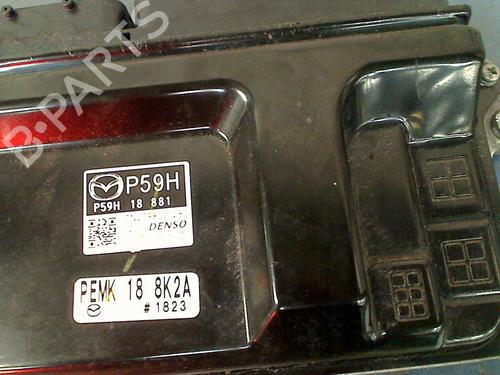 B-PARTS
P59H
P59H 18 881
DENSO
PEMK 18 8K2A
#1823